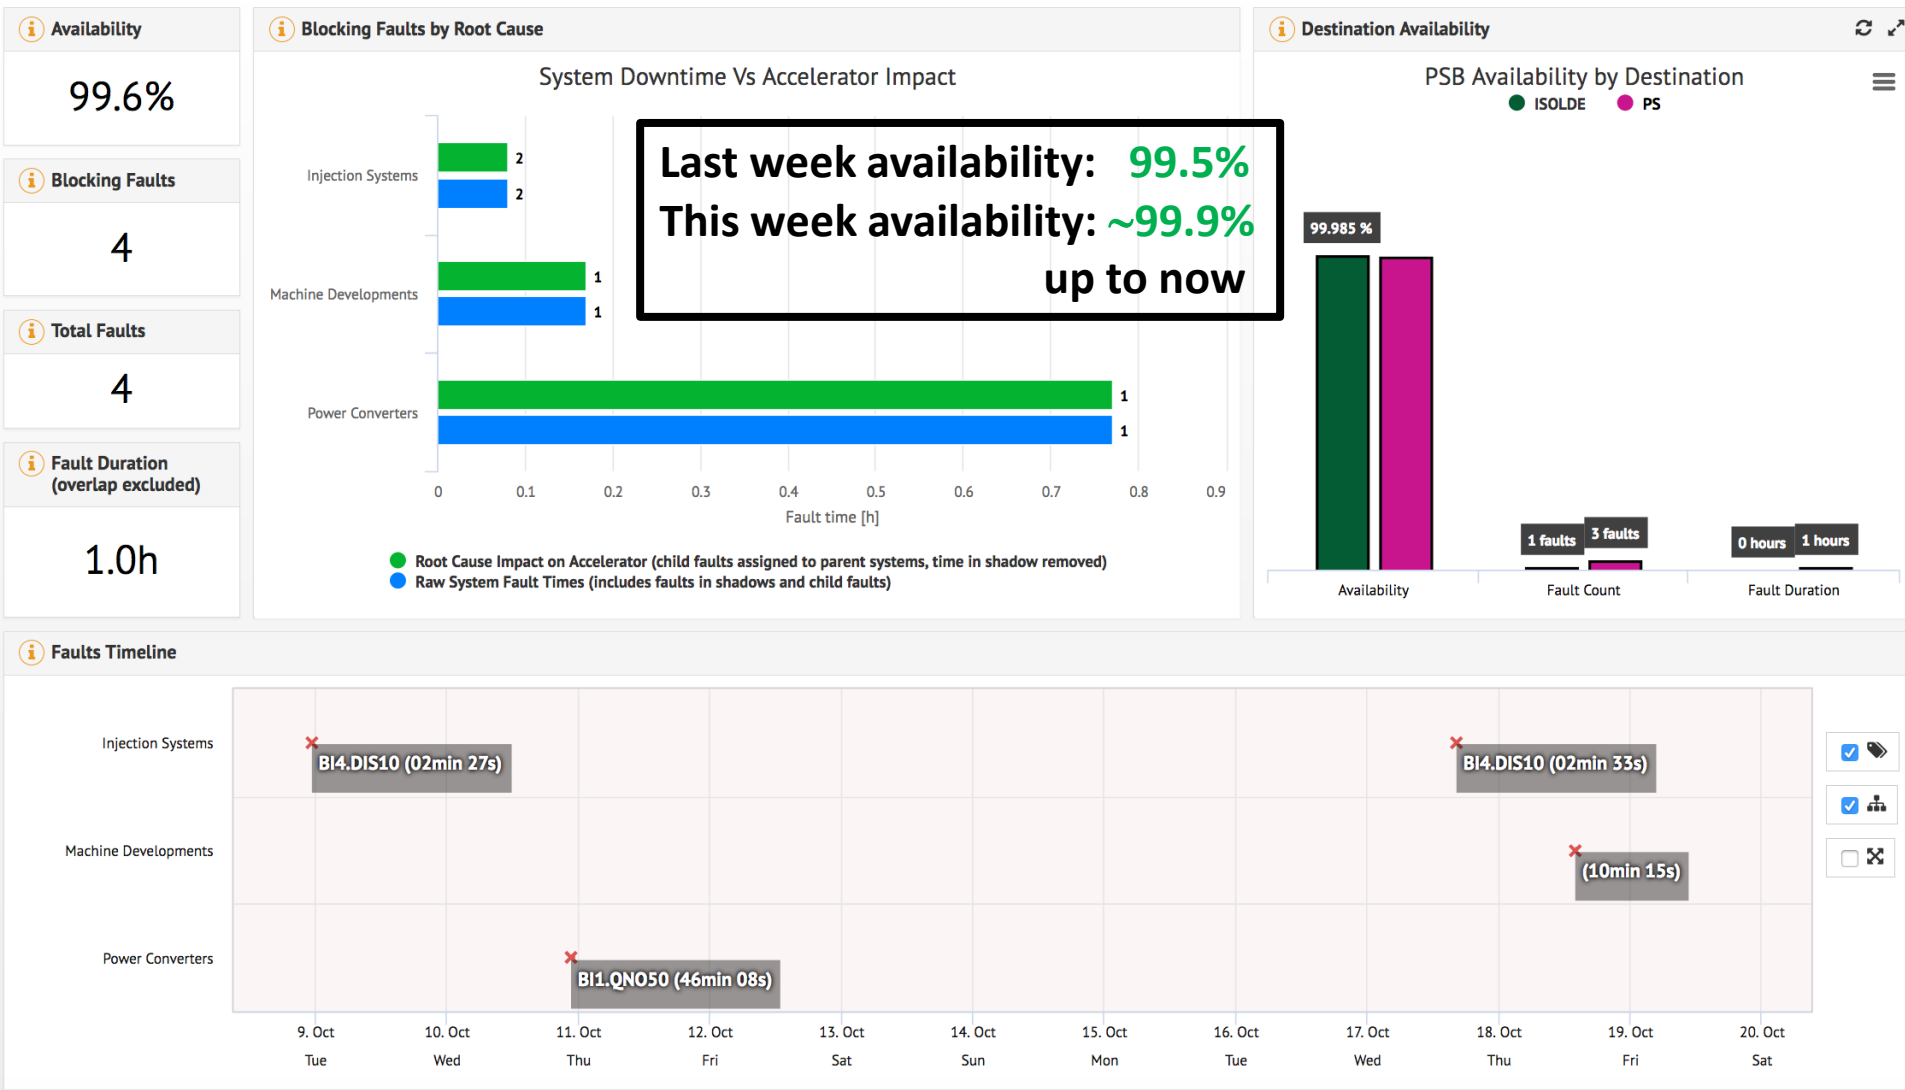 Availability
99.6%
Blocking Faults
4
Total Faults
4
Fault Duration
(overlap excluded)
1.0h
Blocking Faults by Root Cause
System Downtime Vs Accelerator Impact
Injection Systems
2
2
Machine Developments
1
1
Power Converters
1
1
0 0.1 0.2 0.3 0.4 0.5 0.6 0.7 0.8 0.9
Fault time [h]
Root Cause Impact on Accelerator (child faults assigned to parent systems, time in shadow removed)
Raw System Fault Times (includes faults in shadows and child faults)
Last week availability: 99.5%
This week availability: ~99.9%
up to now
Destination Availability
PSB Availability by Destination
ISOLDE PS
99.985 %
1 faults 3 faults 0 hours 1 hours
Availability Fault Count Fault Duration
Faults Timeline
Injection Systems
BI4.DIS10 (02min 27s) BI4.DIS10 (02min 33s)
Machine Developments
(10min 15s)
Power Converters
BI1.QNO50 (46min 08s)
9. Oct 10. Oct 11. Oct 12. Oct 13. Oct 14. Oct 15. Oct 16. Oct 17. Oct 18. Oct 19. Oct 20. Oct
Tue Wed Thu Fri Sat Sun Mon Tue Wed Thu Fri Sat